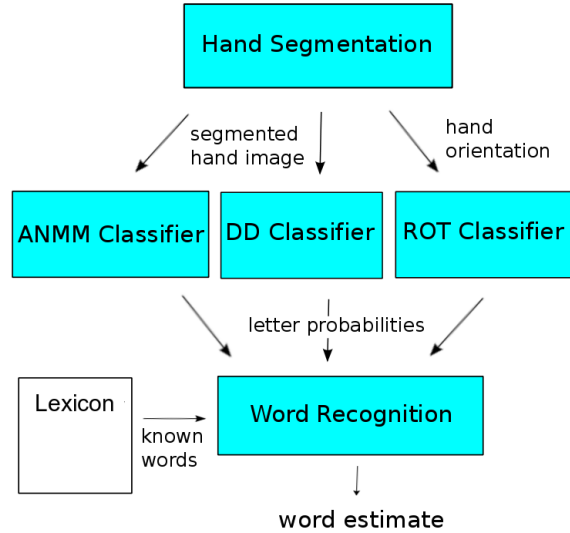 Hand Segmentation
segmented
hand image
hand
orientation
ANMM Classifier
DD Classifier
ROT Classifier
letter probabilities
Lexicon
known
words
Word Recognition
word estimate